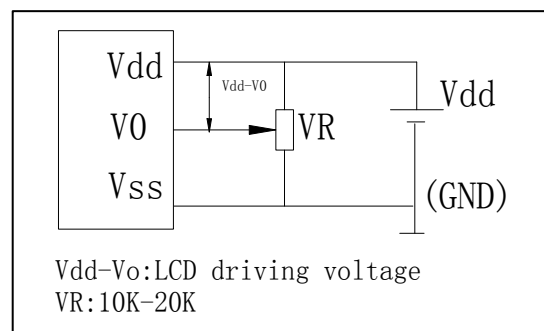 Vdd
Vdd-V0
Vdd
V0
VR
Vss
(GND)
Vdd-Vo:LCD driving voltage
VR:10K-20K